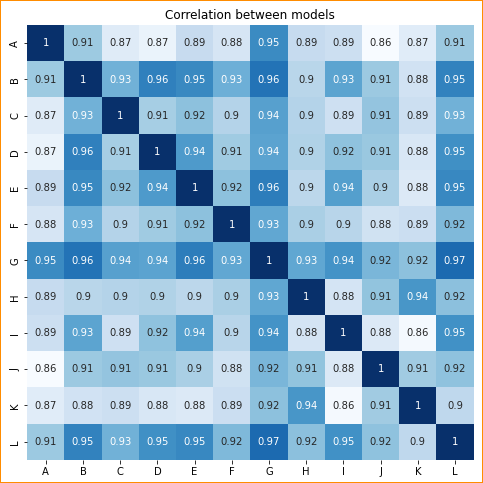 Correlation between models
A 1 0.91 0.87 0.87 0.89 0.88 0.95 0.89 0.89 0.86 0.87 0.91
B 0.91 1 0.93 0.96 0.95 0.93 0.96 0.9 0.93 0.91 0.88 0.95
C 0.87 0.93 1 0.91 0.92 0.9 0.94 0.9 0.89 0.91 0.89 0.93
D 0.87 0.96 0.91 1 0.94 0.91 0.94 0.9 0.92 0.91 0.88 0.95
E 0.89 0.95 0.92 0.94 1 0.92 0.96 0.9 0.94 0.9 0.88 0.95
F 0.88 0.93 0.9 0.91 0.92 1 0.93 0.9 0.9 0.88 0.89 0.92
G 0.95 0.96 0.94 0.94 0.96 0.93 1 0.93 0.94 0.92 0.92 0.97
H 0.89 0.9 0.9 0.9 0.9 0.9 0.93 1 0.88 0.91 0.94 0.92
I 0.89 0.93 0.89 0.92 0.94 0.9 0.94 0.88 1 0.88 0.86 0.95
J 0.86 0.91 0.91 0.91 0.9 0.88 0.92 0.91 0.88 1 0.91 0.92
K 0.87 0.88 0.89 0.88 0.88 0.89 0.92 0.94 0.86 0.91 1 0.9
L 0.91 0.95 0.93 0.95 0.95 0.92 0.97 0.92 0.95 0.92 0.9 1
A B C D E F G H I J K L